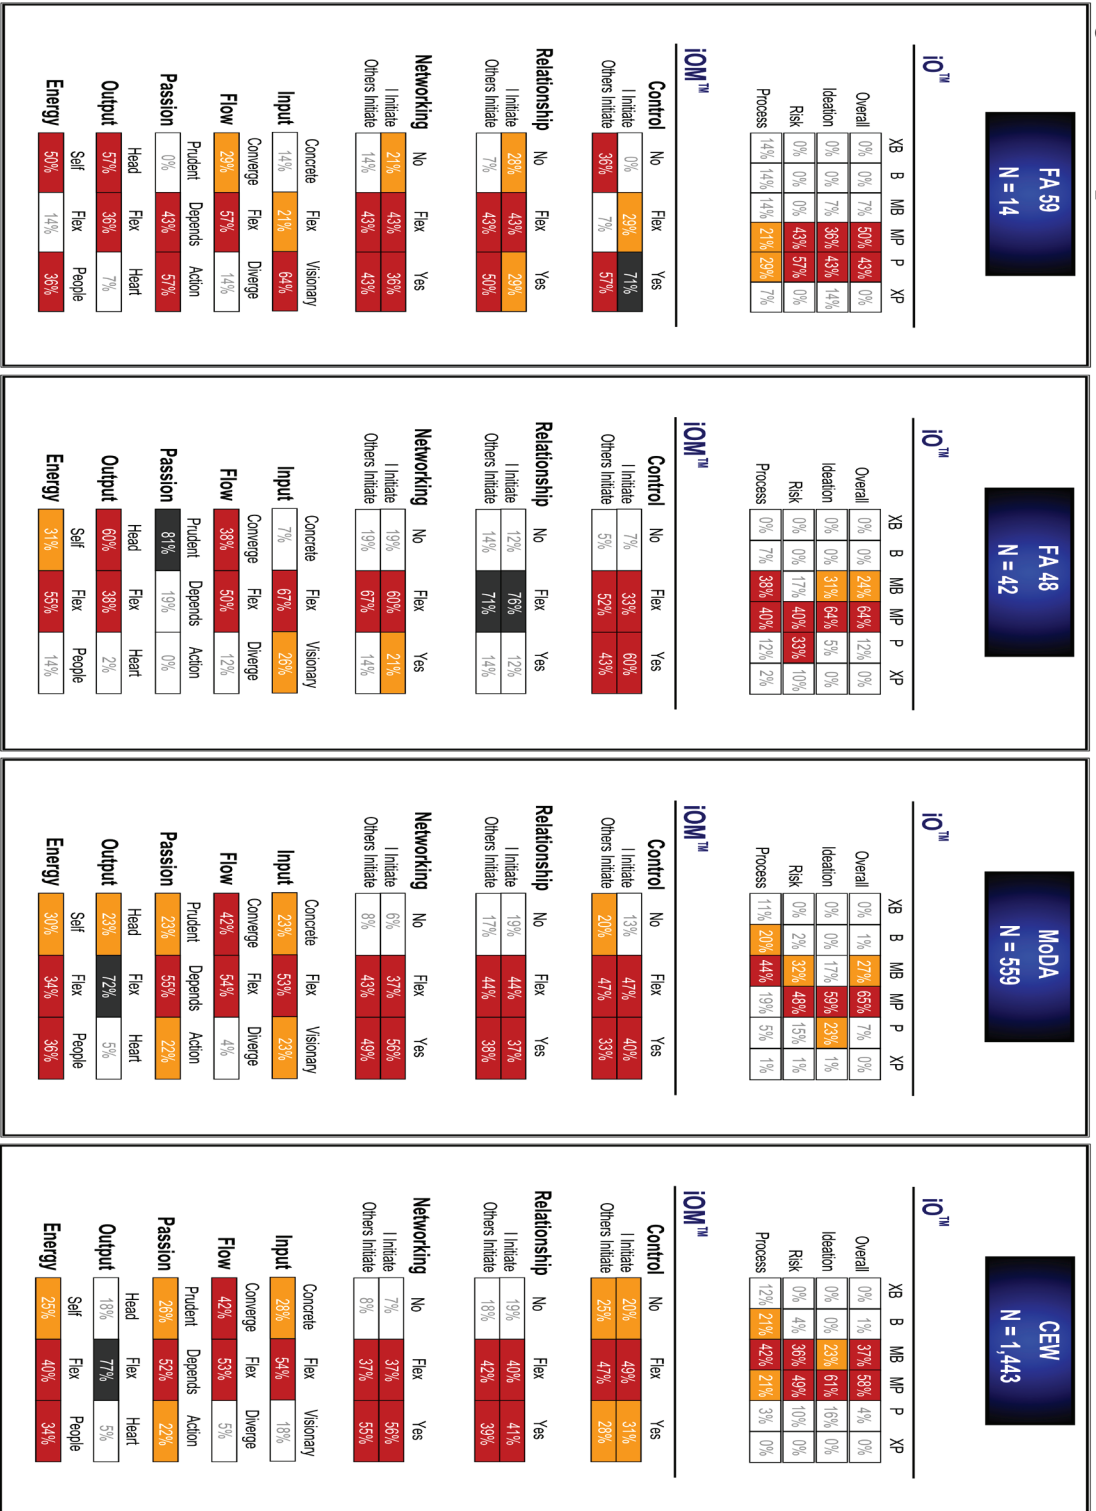 FA 59
N = 14
iO™
XB B MB MP P XP
Overall 0% 0% 7% 50% 43% 0%
Ideation 0% 0% 7% 36% 43% 14%
Risk 0% 0% 0% 43% 57% 0%
Process 14% 14% 14% 21% 29% 7%
iOM™
Control No Flex Yes
I Initiate 0% 29% 71%
Others Initiate 36% 7% 57%
Relationship No Flex Yes
I Initiate 28% 43% 29%
Others Initiate 7% 43% 50%
Networking No Flex Yes
I Initiate 21% 43% 36%
Others Initiate 14% 43% 43%
Concrete Flex Visionary
Input 14% 21% 64%
Converge Flex Diverge
Flow 29% 57% 14%
Prudent Depends Action
Passion 0% 43% 57%
Head Flex Heart
Output 57% 36% 7%
Self Flex People
Energy 50% 14% 36%
FA 48
N = 42
iO™
XB B MB MP P XP
Overall 0% 0% 24% 64% 12% 0%
Ideation 0% 0% 31% 64% 5% 0%
Risk 0% 0% 17% 40% 33% 10%
Process 0% 7% 38% 40% 12% 2%
iOM™
Control No Flex Yes
I Initiate 7% 33% 60%
Others Initiate 5% 52% 43%
Relationship No Flex Yes
I Initiate 12% 76% 12%
Others Initiate 14% 71% 14%
Networking No Flex Yes
I Initiate 19% 60% 21%
Others Initiate 19% 67% 14%
Concrete Flex Visionary
Input 7% 67% 26%
Converge Flex Diverge
Flow 38% 50% 12%
Prudent Depends Action
Passion 81% 19% 0%
Head Flex Heart
Output 60% 38% 2%
Self Flex People
Energy 31% 55% 14%
MoDA
N = 559
iO™
XB B MB MP P XP
Overall 0% 1% 27% 65% 7% 0%
Ideation 0% 0% 17% 59% 23% 1%
Risk 0% 2% 32% 48% 15% 1%
Process 11% 20% 44% 19% 5% 1%
iOM™
Control No Flex Yes
I Initiate 13% 47% 40%
Others Initiate 20% 47% 33%
Relationship No Flex Yes
I Initiate 19% 44% 37%
Others Initiate 17% 44% 38%
Networking No Flex Yes
I Initiate 6% 37% 56%
Others Initiate 8% 43% 49%
Concrete Flex Visionary
Input 23% 53% 23%
Converge Flex Diverge
Flow 42% 54% 4%
Prudent Depends Action
Passion 23% 55% 22%
Head Flex Heart
Output 23% 72% 5%
Self Flex People
Energy 30% 34% 36%
CEW
N = 1,443
iO™
XB B MB MP P XP
Overall 0% 1% 37% 58% 4% 0%
Ideation 0% 0% 23% 61% 16% 0%
Risk 0% 4% 36% 49% 10% 0%
Process 12% 21% 42% 21% 3% 0%
iOM™
Control No Flex Yes
I Initiate 20% 49% 31%
Others Initiate 25% 47% 28%
Relationship No Flex Yes
I Initiate 19% 40% 41%
Others Initiate 18% 42% 39%
Networking No Flex Yes
I Initiate 7% 37% 56%
Others Initiate 8% 37% 55%
Concrete Flex Visionary
Input 28% 54% 18%
Converge Flex Diverge
Flow 42% 53% 5%
Prudent Depends Action
Passion 26% 52% 22%
Head Flex Heart
Output 18% 77% 5%
Self Flex People
Energy 25% 40% 34%